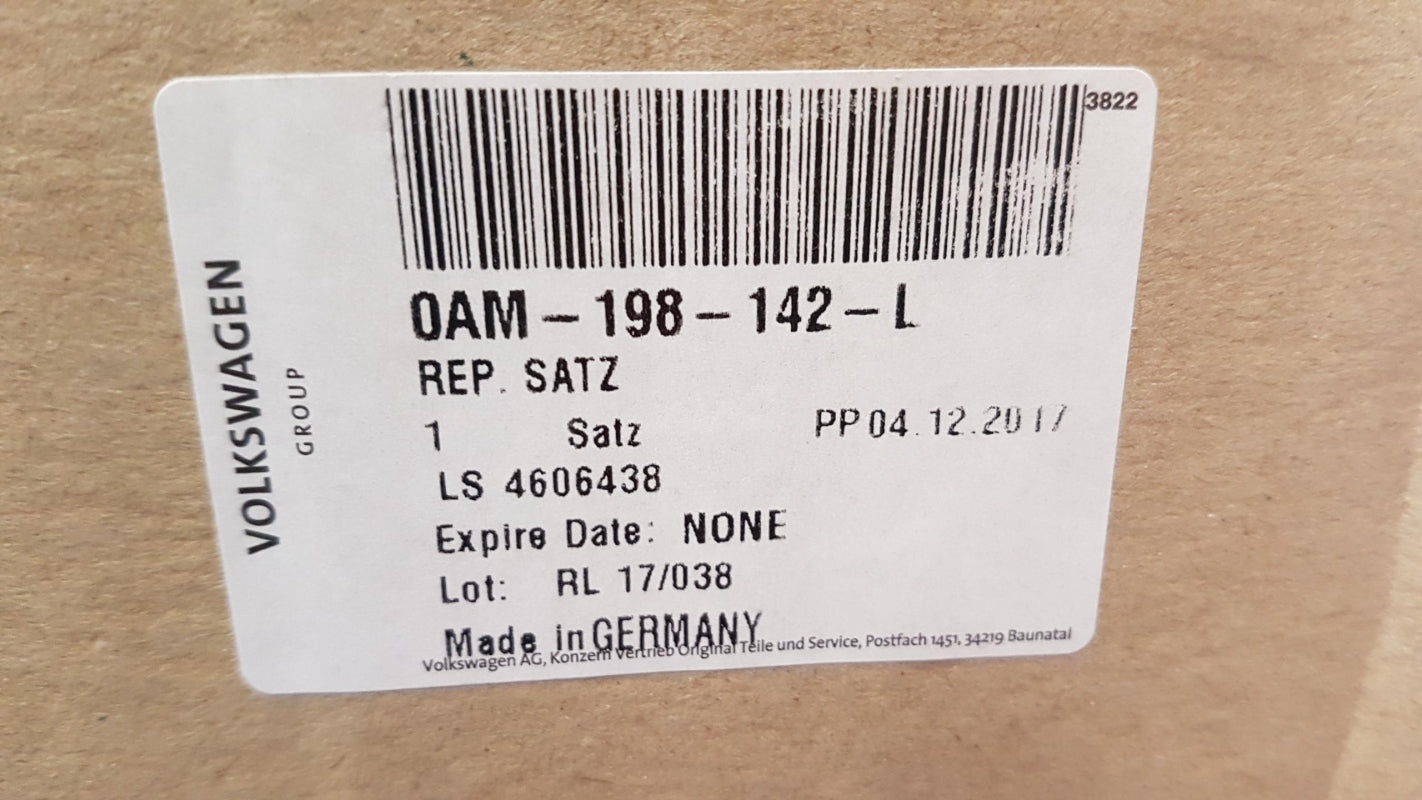 3822
VOLKSWAGEN
GROUP
0AM-198-142-L
REP. SATZ
1 Satz PP 04.12.2017
LS 4606438
Expire Date: NONE
Lot: RL 17/038
Made in GERMANY
Volkswagen AG, Konzern Vertrieb Original Teile und Service, Postfach 1451, 34219 Baunatal